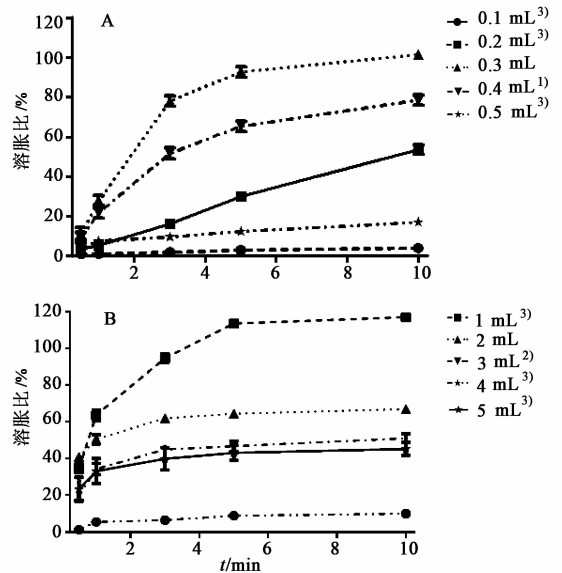 A
120
100
80
60
40
20
0
溶胀比/%
2 4 6 8 10
0.1 mL³⁾
0.2 mL³⁾
0.3 mL
0.4 mL¹⁾
0.5 mL³⁾
B
120
100
80
60
40
20
0
溶胀比/%
2 4 6 8 10
t/min
1 mL³⁾
2 mL
3 mL²⁾
4 mL³⁾
5 mL³⁾